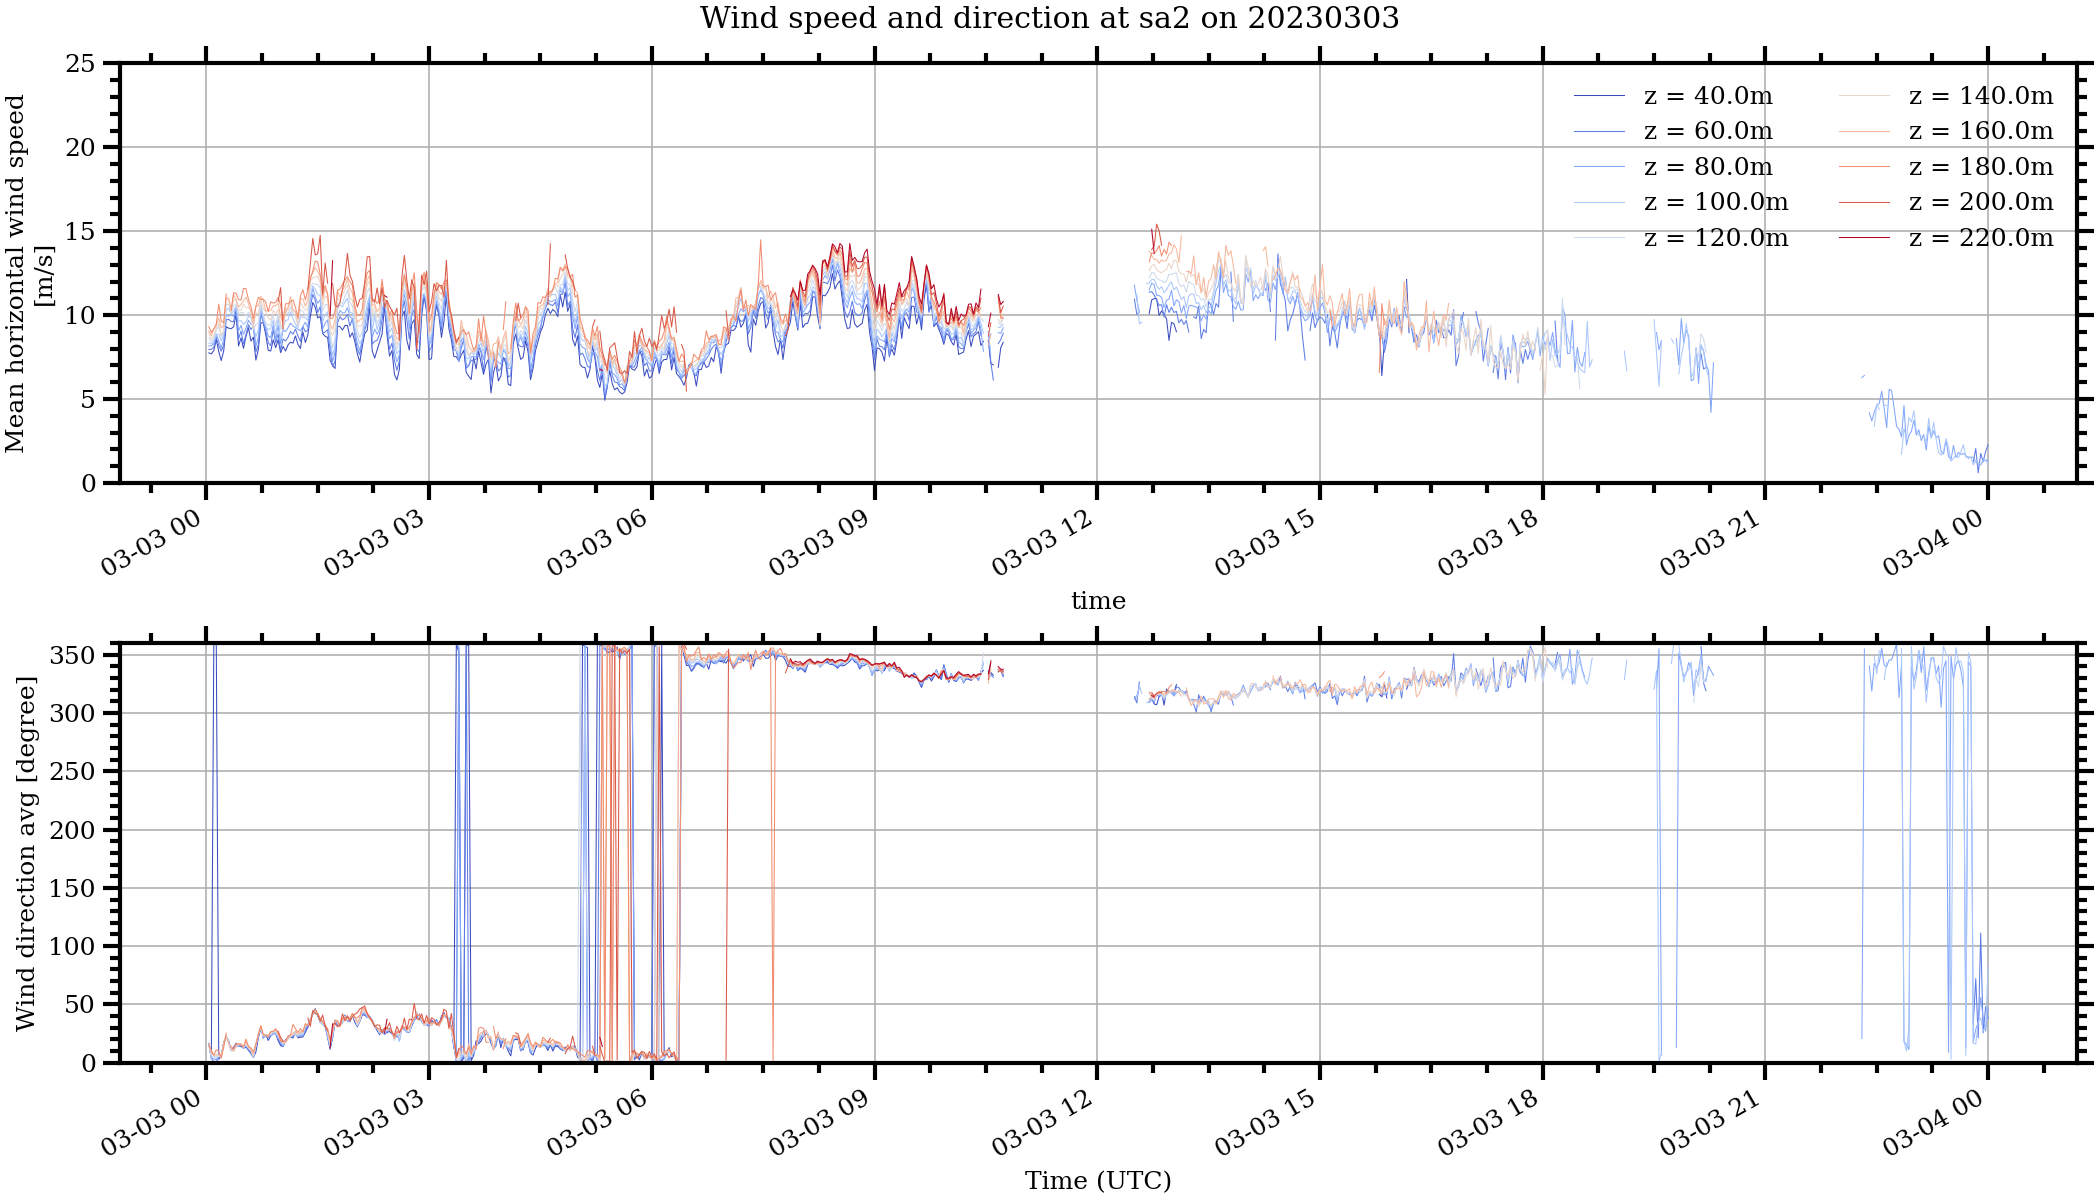 Wind speed and direction at sa2 on 20230303
Mean horizontal wind speed
[m/s]
25
20
15
10
5
0
z = 40.0m
z = 60.0m
z = 80.0m
z = 100.0m
z = 120.0m
z = 140.0m
z = 160.0m
z = 180.0m
z = 200.0m
z = 220.0m
03-03 00
03-03 03
03-03 06
03-03 09
03-03 12
03-03 15
03-03 18
03-03 21
03-04 00
time
Wind direction avg [degree]
350
300
250
200
150
100
50
0
03-03 00
03-03 03
03-03 06
03-03 09
03-03 12
03-03 15
03-03 18
03-03 21
03-04 00
Time (UTC)